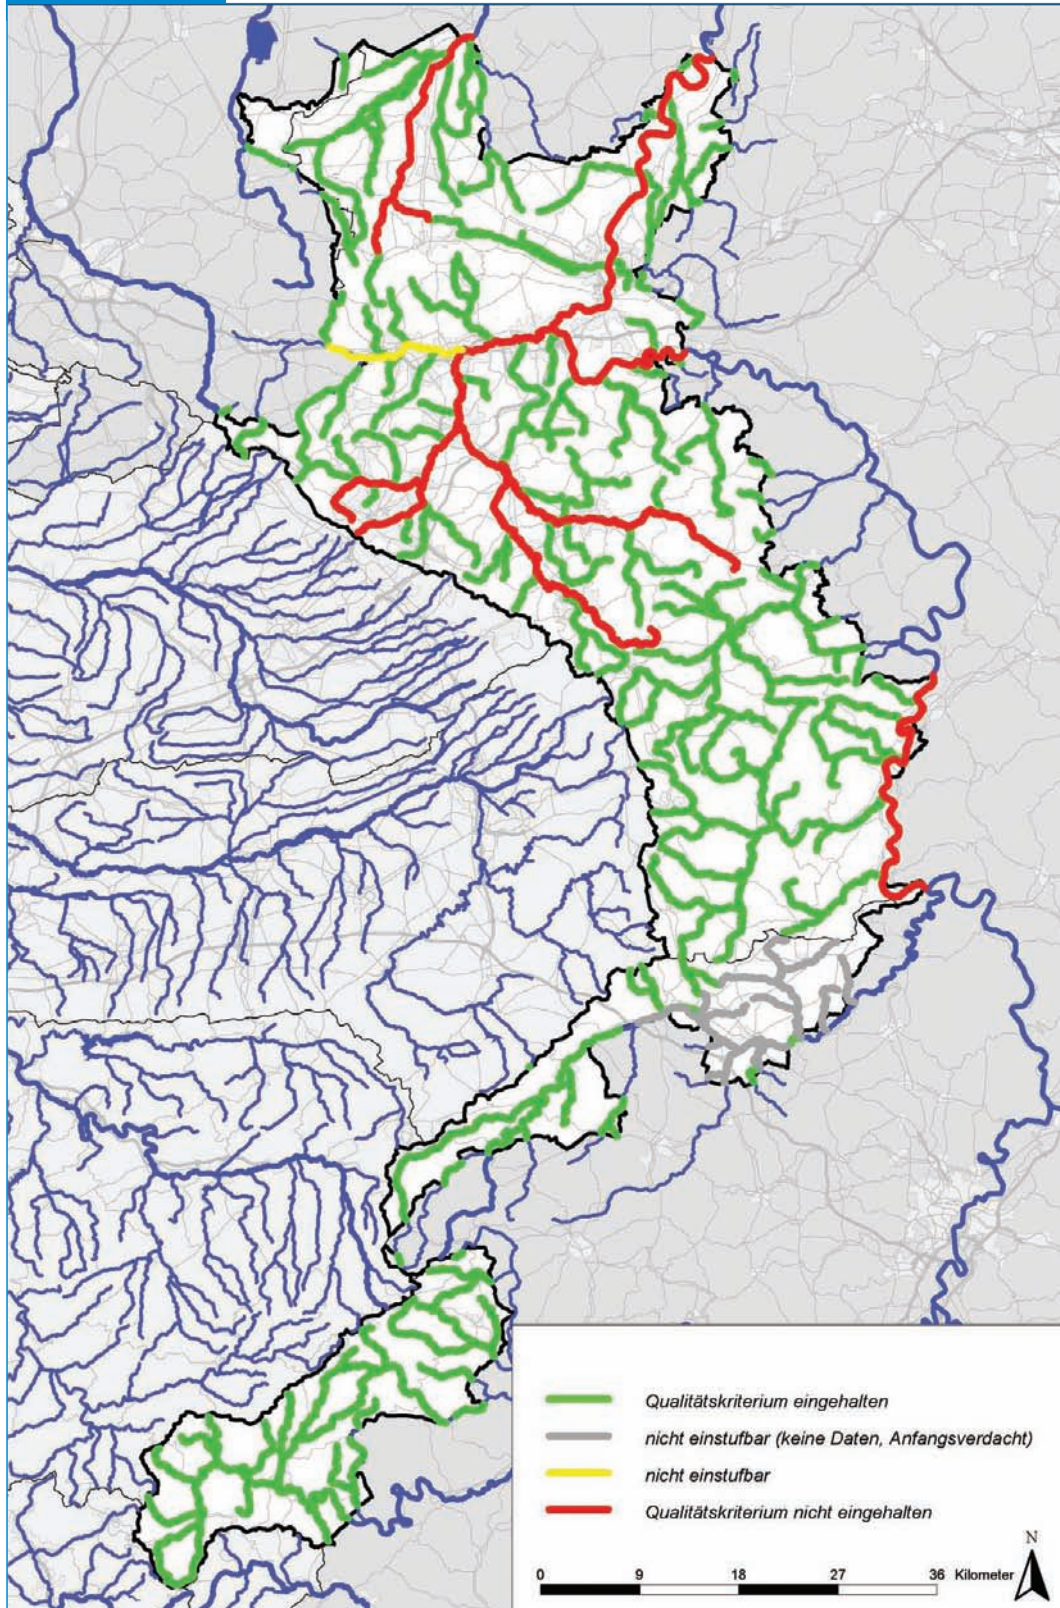 Qualitätskriterium eingehalten
nicht einstufbar (keine Daten, Anfangsverdacht)
nicht einstufbar
Qualitätskriterium nicht eingehalten
N
0 9 18 27 36 Kilometer